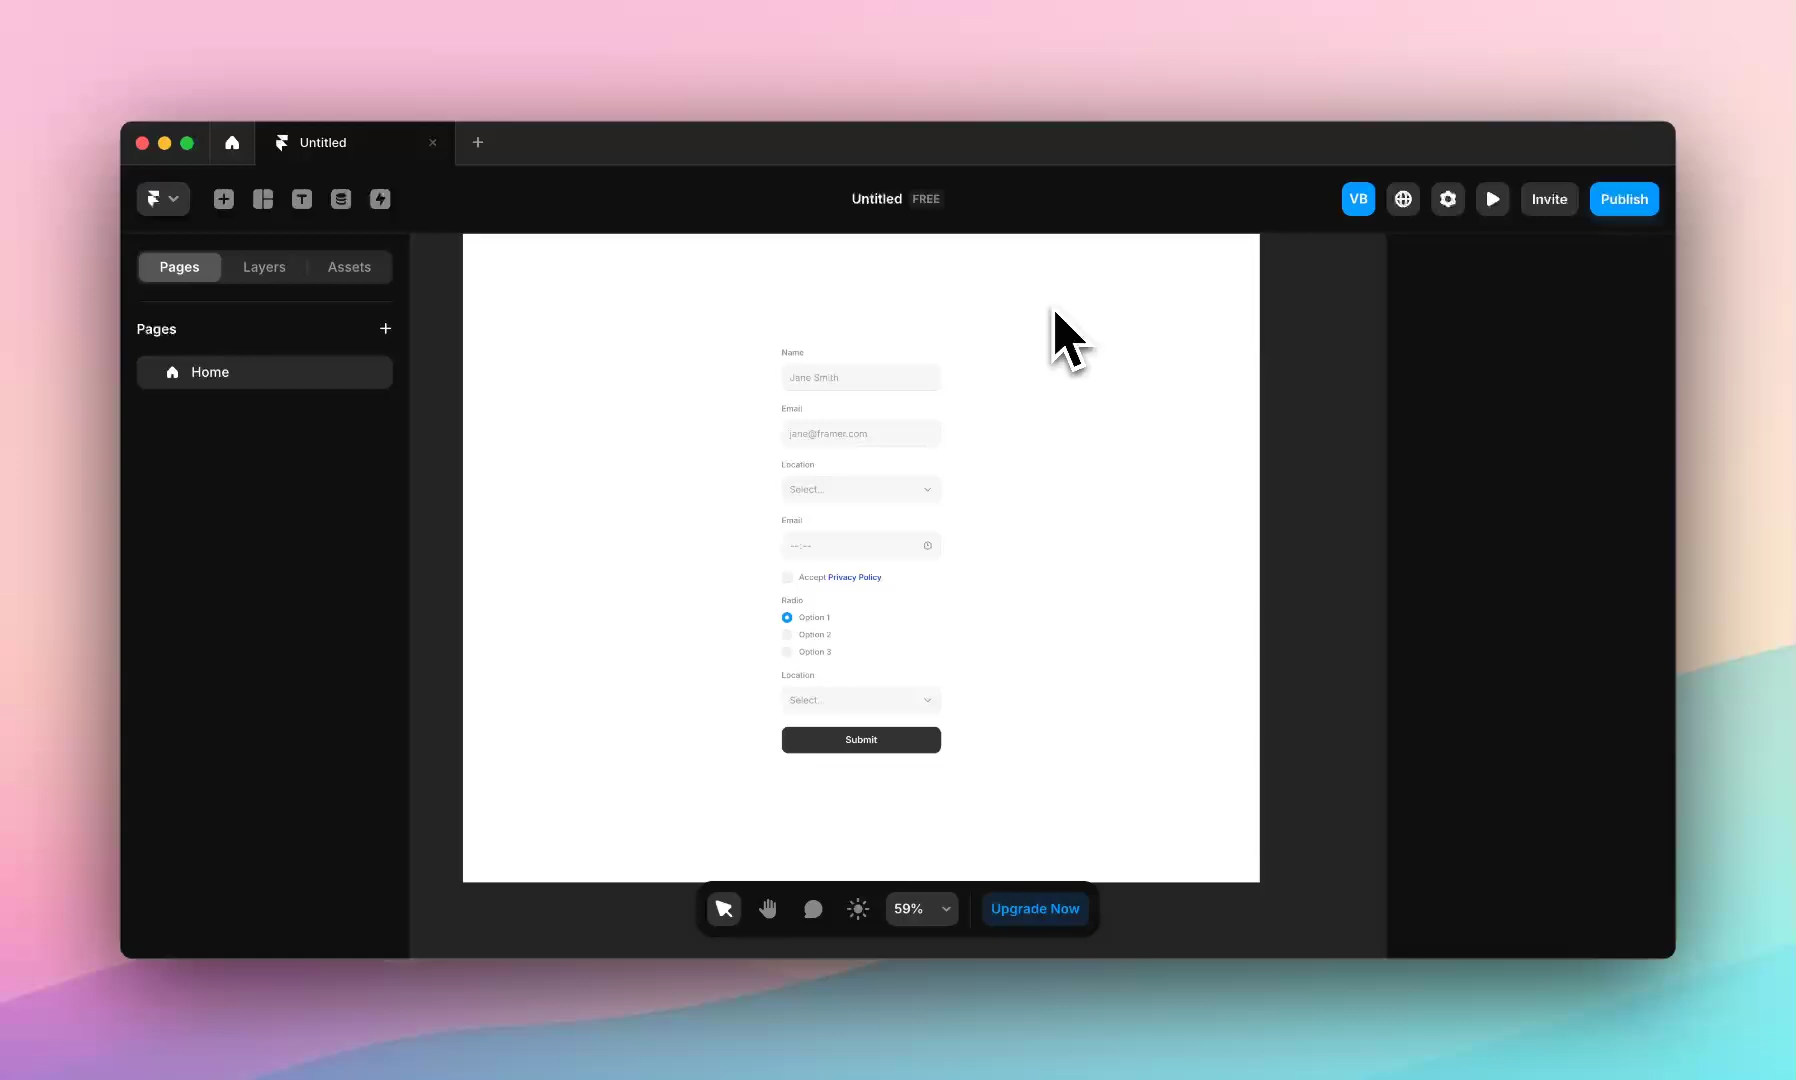 Untitled
Untitled FREE
VB
Invite
Publish
Pages
Layers
Assets
Pages
Home
Name
Jane Smith
Email
jane@framer.com
Location
Select...
Email
--:--
Accept Privacy Policy
Radio
Option 1
Option 2
Option 3
Location
Select...
Submit
59%
Upgrade Now